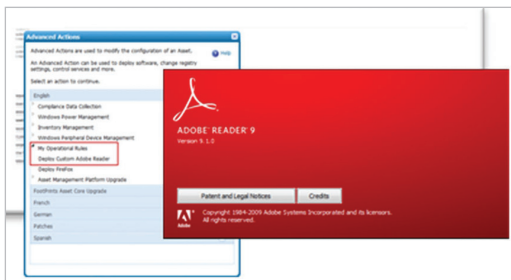 Advanced Actions
Advanced Actions are used to modify the configuration of an Asset.
Help
An Advanced Action can be used to deploy software, change registry
settings, control services and more.
Select an action to continue.
English
Compliance Data Collection
Windows Power Management
Inventory Management
Windows Peripheral Device Management
My Operational Rules
Deploy Custom Adobe Reader
Deploy FireFox
Asset Management Platform Upgrade
FootPrints Asset Core Upgrade
French
German
Patches
Spanish
ADOBE® READER® 9
Version 9.1.0
Patent and Legal Notices
Credits
Copyright 1984-2009 Adobe Systems Incorporated and its licensors.
All rights reserved.
Adobe